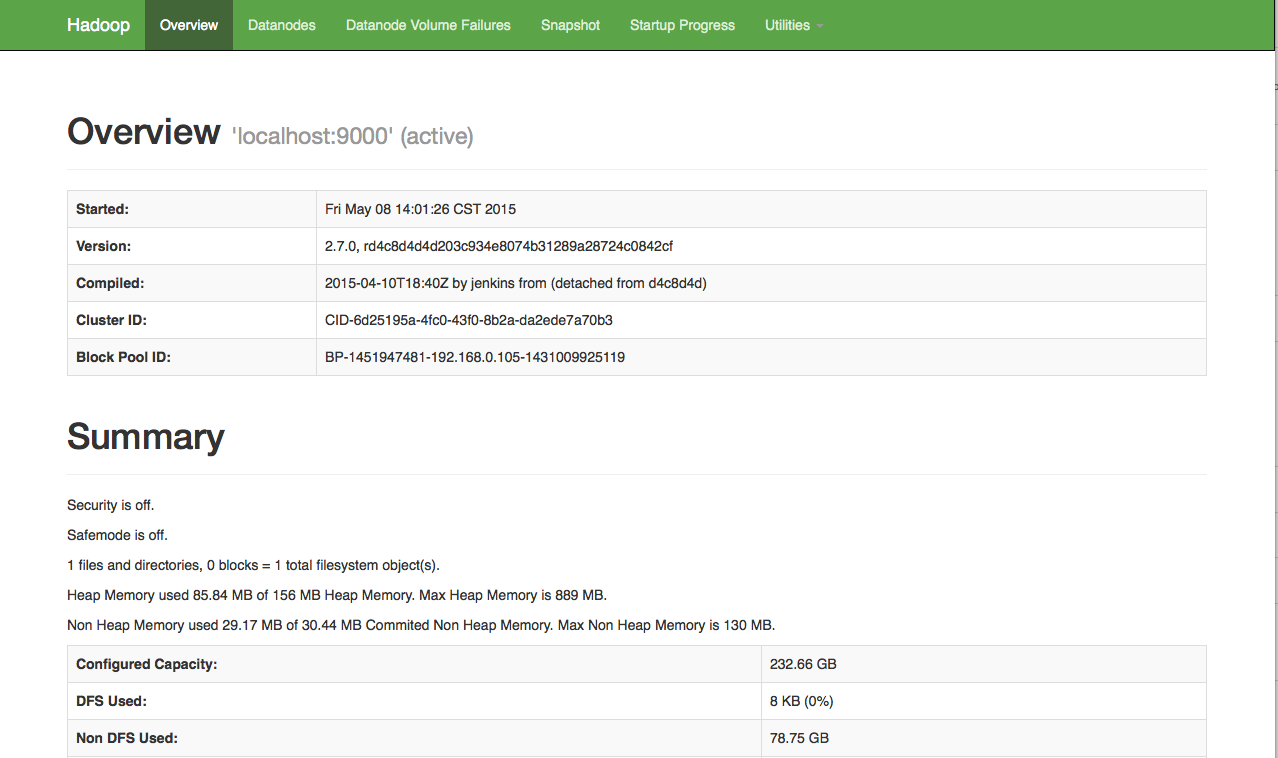 Hadoop Overview Datanodes Datanode Volume Failures Snapshot Startup Progress Utilities
Overview 'localhost:9000' (active)
Started: Fri May 08 14:01:26 CST 2015
Version: 2.7.0, rd4c8d4d4d203c934e8074b31289a28724c0842cf
Compiled: 2015-04-10T18:40Z by jenkins from (detached from d4c8d4d)
Cluster ID: CID-6d25195a-4fc0-43f0-8b2a-da2ede7a70b3
Block Pool ID: BP-1451947481-192.168.0.105-1431009925119
Summary
Security is off.
Safemode is off.
1 files and directories, 0 blocks = 1 total filesystem object(s).
Heap Memory used 85.84 MB of 156 MB Heap Memory. Max Heap Memory is 889 MB.
Non Heap Memory used 29.17 MB of 30.44 MB Commited Non Heap Memory. Max Non Heap Memory is 130 MB.
Configured Capacity: 232.66 GB
DFS Used: 8 KB (0%)
Non DFS Used: 78.75 GB